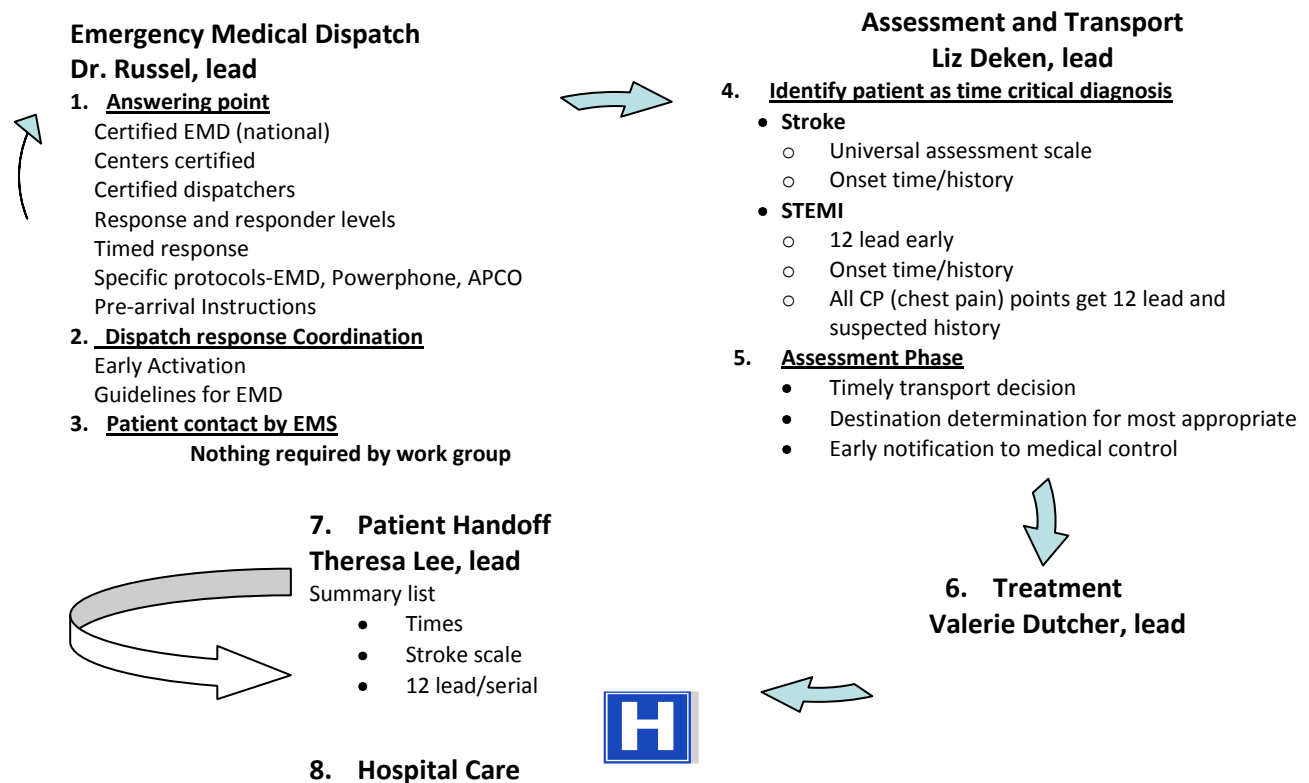 Emergency Medical Dispatch
Dr. Russel, lead
1. Answering point
Certified EMD (national)
Centers certified
Certified dispatchers
Response and responder levels
Timed response
Specific protocols-EMD, Powerphone, APCO
Pre-arrival Instructions
2. Dispatch response Coordination
Early Activation
Guidelines for EMD
3. Patient contact by EMS
Nothing required by work group
Assessment and Transport
Liz Deken, lead
4. Identify patient as time critical diagnosis
• Stroke
o Universal assessment scale
o Onset time/history
• STEMI
o 12 lead early
o Onset time/history
o All CP (chest pain) points get 12 lead and
suspected history
5. Assessment Phase
• Timely transport decision
• Destination determination for most appropriate
• Early notification to medical control
6. Treatment
Valerie Dutcher, lead
7. Patient Handoff
Theresa Lee, lead
Summary list
• Times
• Stroke scale
• 12 lead/serial
H
8. Hospital Care